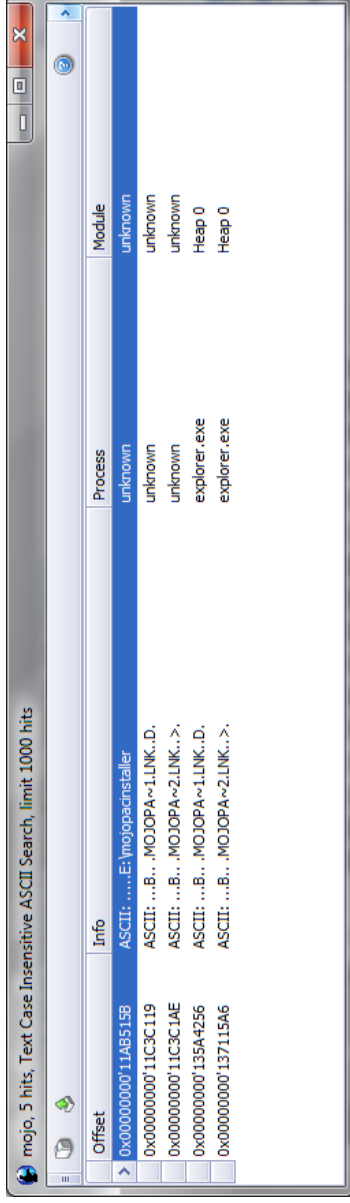 mojo, 5 hits, Text Case Insensitive ASCII Search, limit 1000 hits
Offset Info Process Module
0x00000000'11AB515B ASCII: .....E:\mojopacinstaller unknown unknown
0x00000000'11C3C119 ASCII: ...B.. .MOJOPA~1.LNK..D. unknown unknown
0x00000000'11C3C1AE ASCII: ...B.. .MOJOPA~2.LNK..>. unknown unknown
0x00000000'135A4256 ASCII: ...B.. .MOJOPA~1.LNK..D. explorer.exe Heap 0
0x00000000'137115A6 ASCII: ...B.. .MOJOPA~2.LNK..>. explorer.exe Heap 0